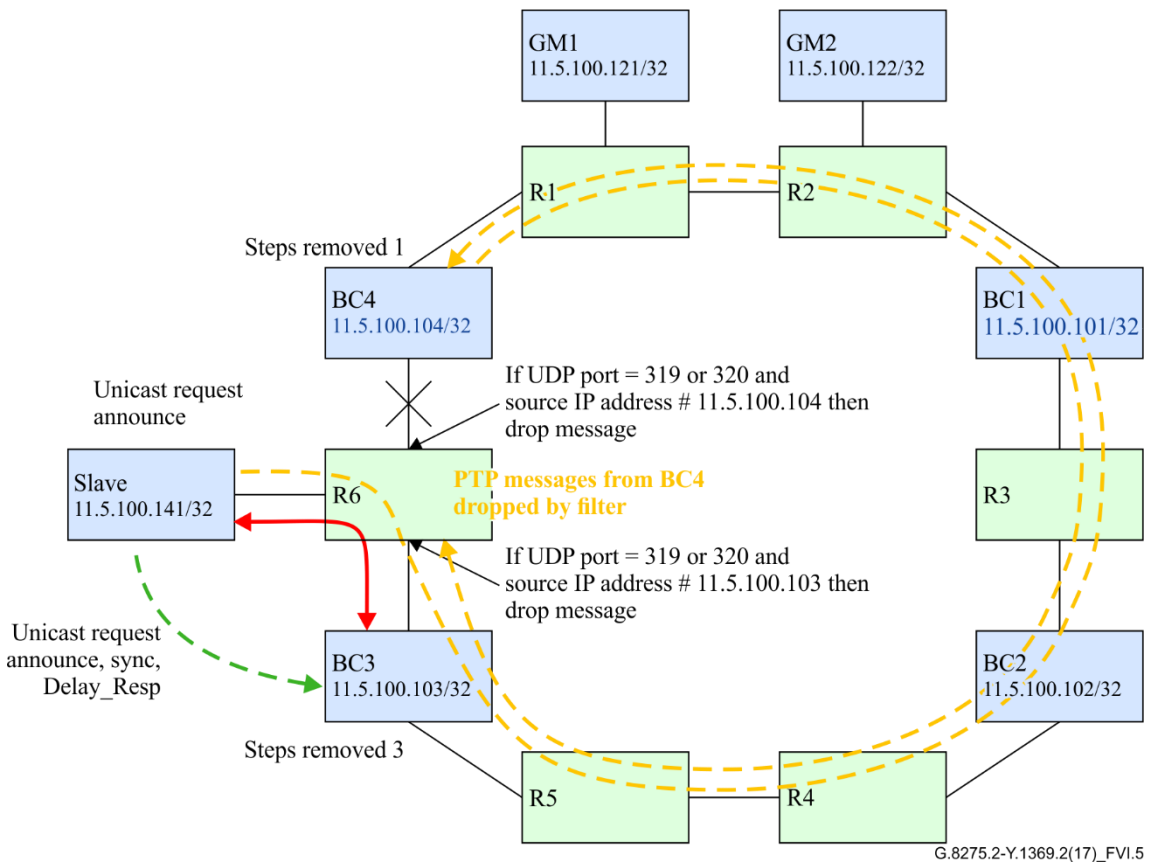 GM1
11.5.100.121/32
GM2
11.5.100.122/32
R1
R2
Steps removed 1
BC4
11.5.100.104/32
BC1
11.5.100.101/32
If UDP port = 319 or 320 and
source IP address # 11.5.100.104 then
drop message
Unicast request
announce
Slave
11.5.100.141/32
R6
PTP messages from BC4
dropped by filter
R3
If UDP port = 319 or 320 and
source IP address # 11.5.100.103 then
drop message
Unicast request
announce, sync,
Delay_Resp
BC3
11.5.100.103/32
BC2
11.5.100.102/32
Steps removed 3
R5
R4
G.8275.2-Y.1369.2(17)_FVI.5